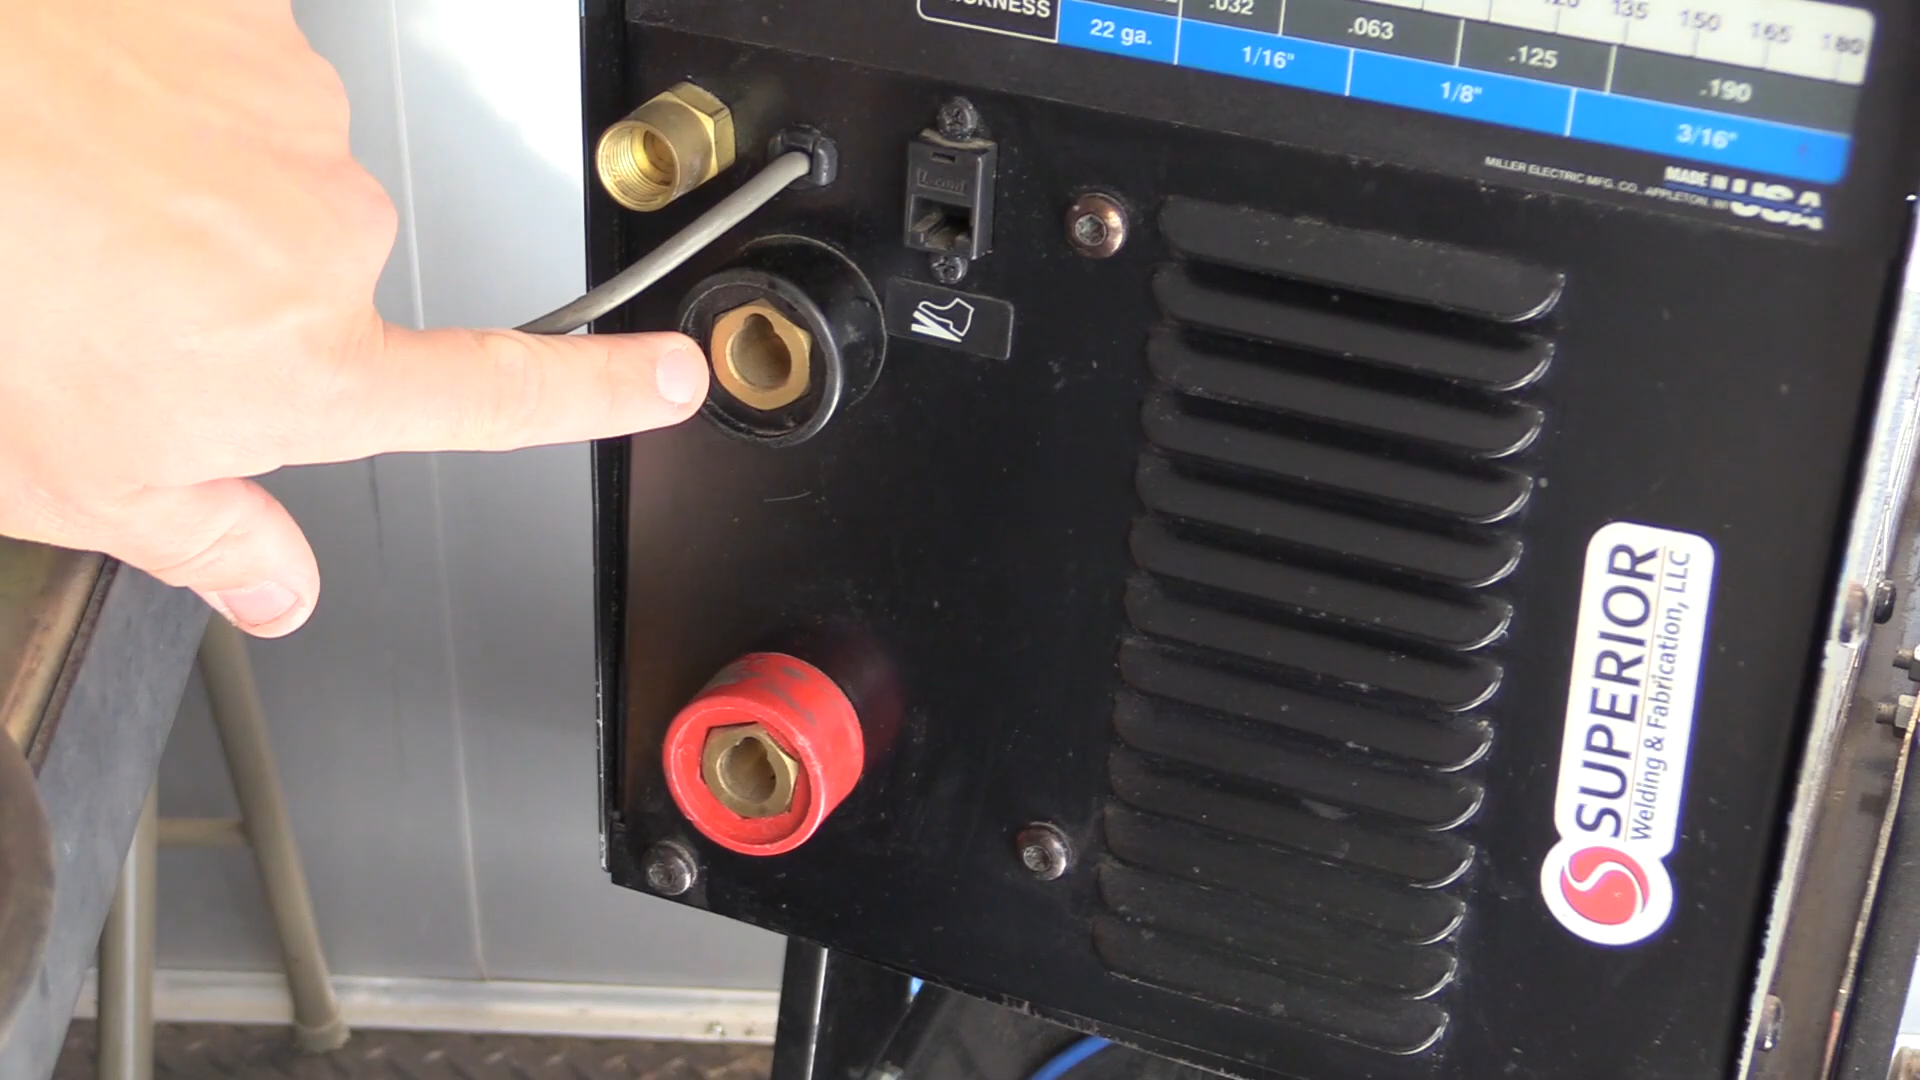 .032 .063 .125 .190
120 135 150 165 180
22 ga. 1/16" 1/8" 3/16"
MILLER ELECTRIC MFG. CO., APPLETON, WI
MADE IN USA
SUPERIOR
Welding & Fabrication, LLC